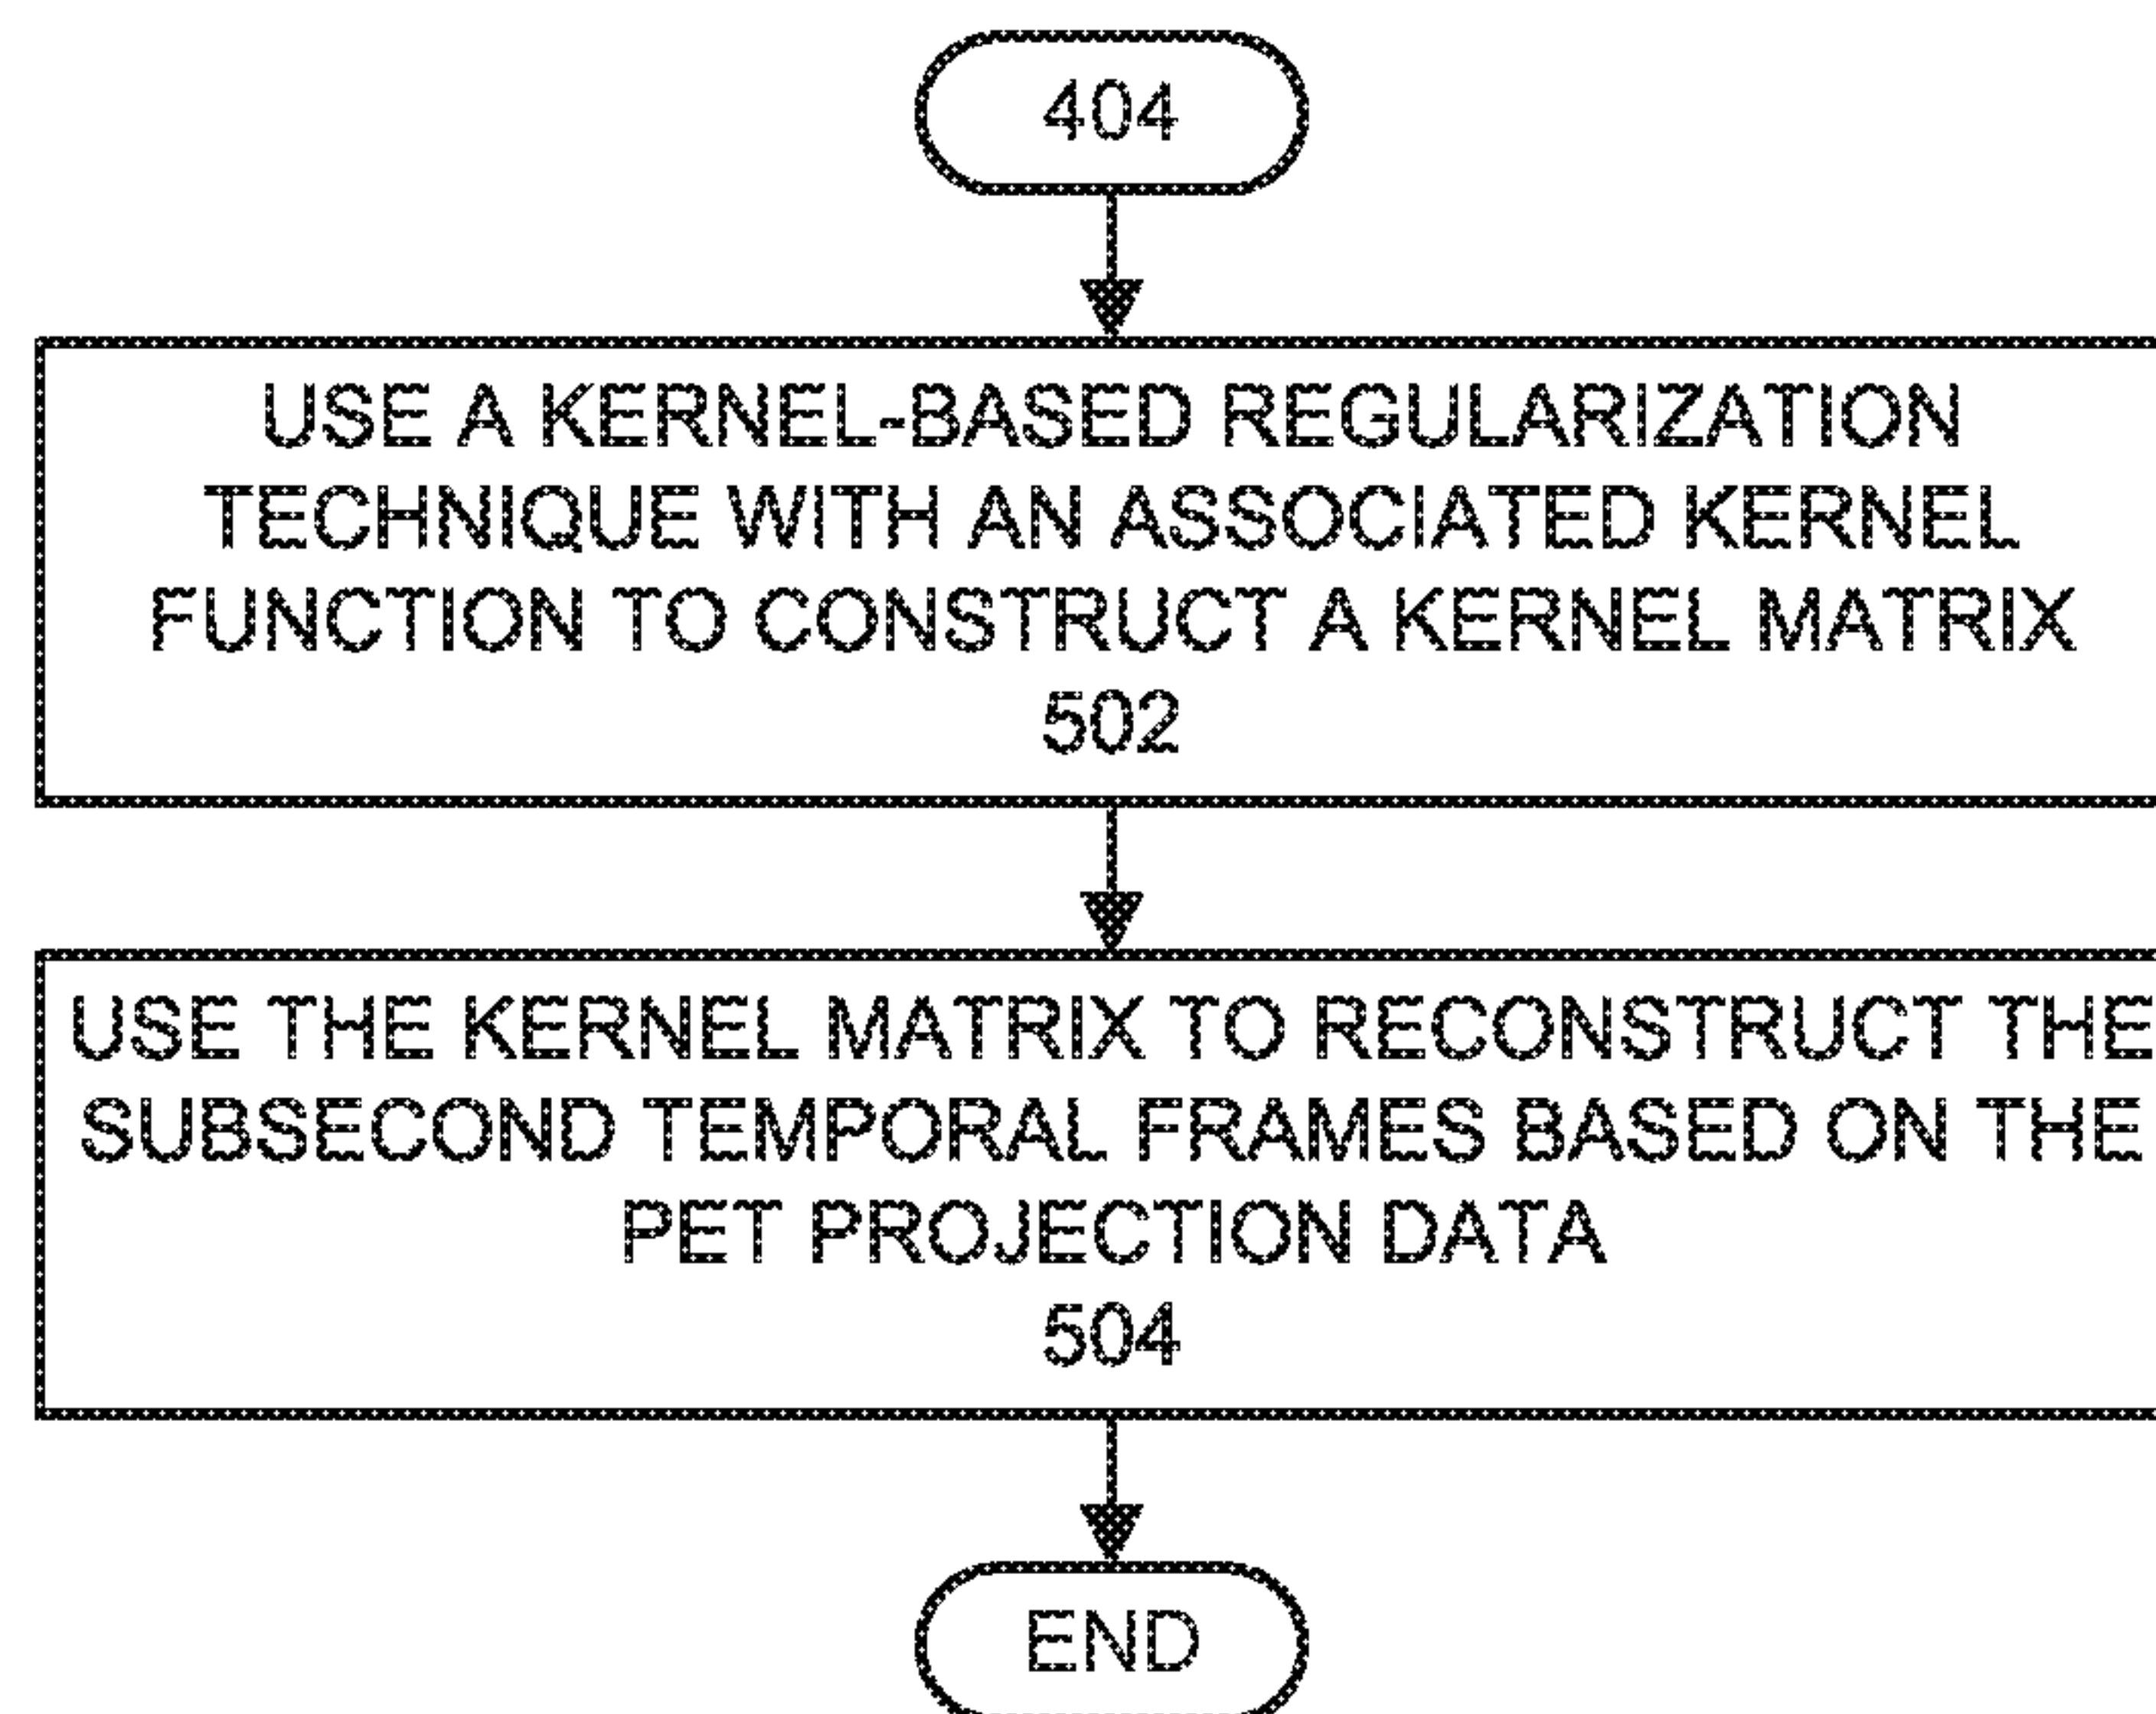 404
USE A KERNEL-BASED REGULARIZATION
TECHNIQUE WITH AN ASSOCIATED KERNEL
FUNCTION TO CONSTRUCT A KERNEL MATRIX
502
USE THE KERNEL MATRIX TO RECONSTRUCT THE
SUBSECOND TEMPORAL FRAMES BASED ON THE
PET PROJECTION DATA
504
END